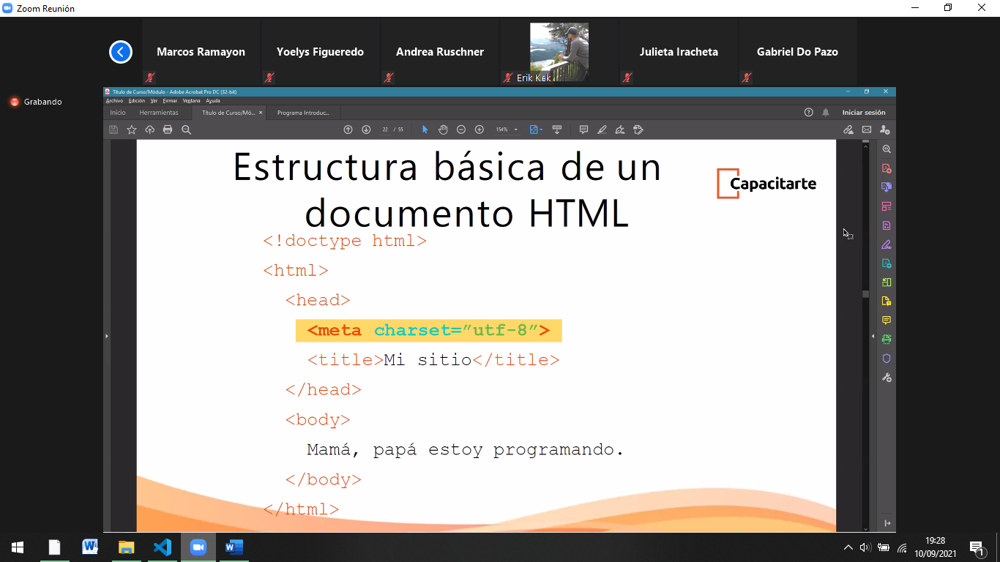 Zoom Reunión
Marcos Ramayon
Yoelys Figueredo
Andrea Ruschner
Erik Kek
Julieta Iracheta
Gabriel Do Pazo
Grabando
Título de Curso/Módulo - Adobe Acrobat Pro DC (32-bit)
Archivo Edición Ver Firmar Ventana Ayuda
Inicio Herramientas Título de Curso/Mó... × Programa Introduc... Iniciar sesión
22 / 55 154%
Estructura básica de un
documento HTML
Capacitarte
<!doctype html>
<html>
<head>
<meta charset=”utf-8”>
<title>Mi sitio</title>
</head>
<body>
Mamá, papá estoy programando.
</body>
</html>
19:28
10/09/2021
1